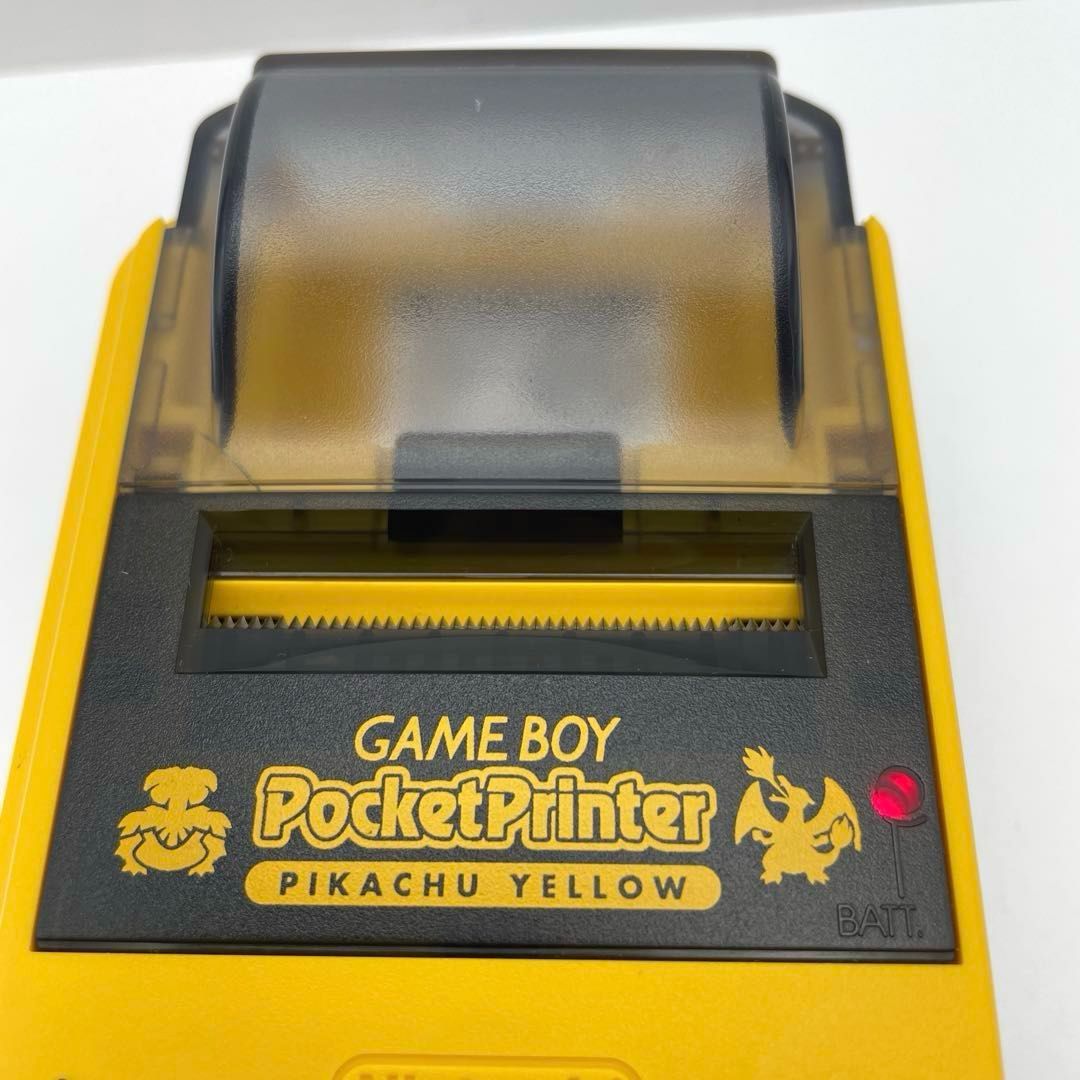 GAME BOY
PocketPrinter
PIKACHU YELLOW
BATT.